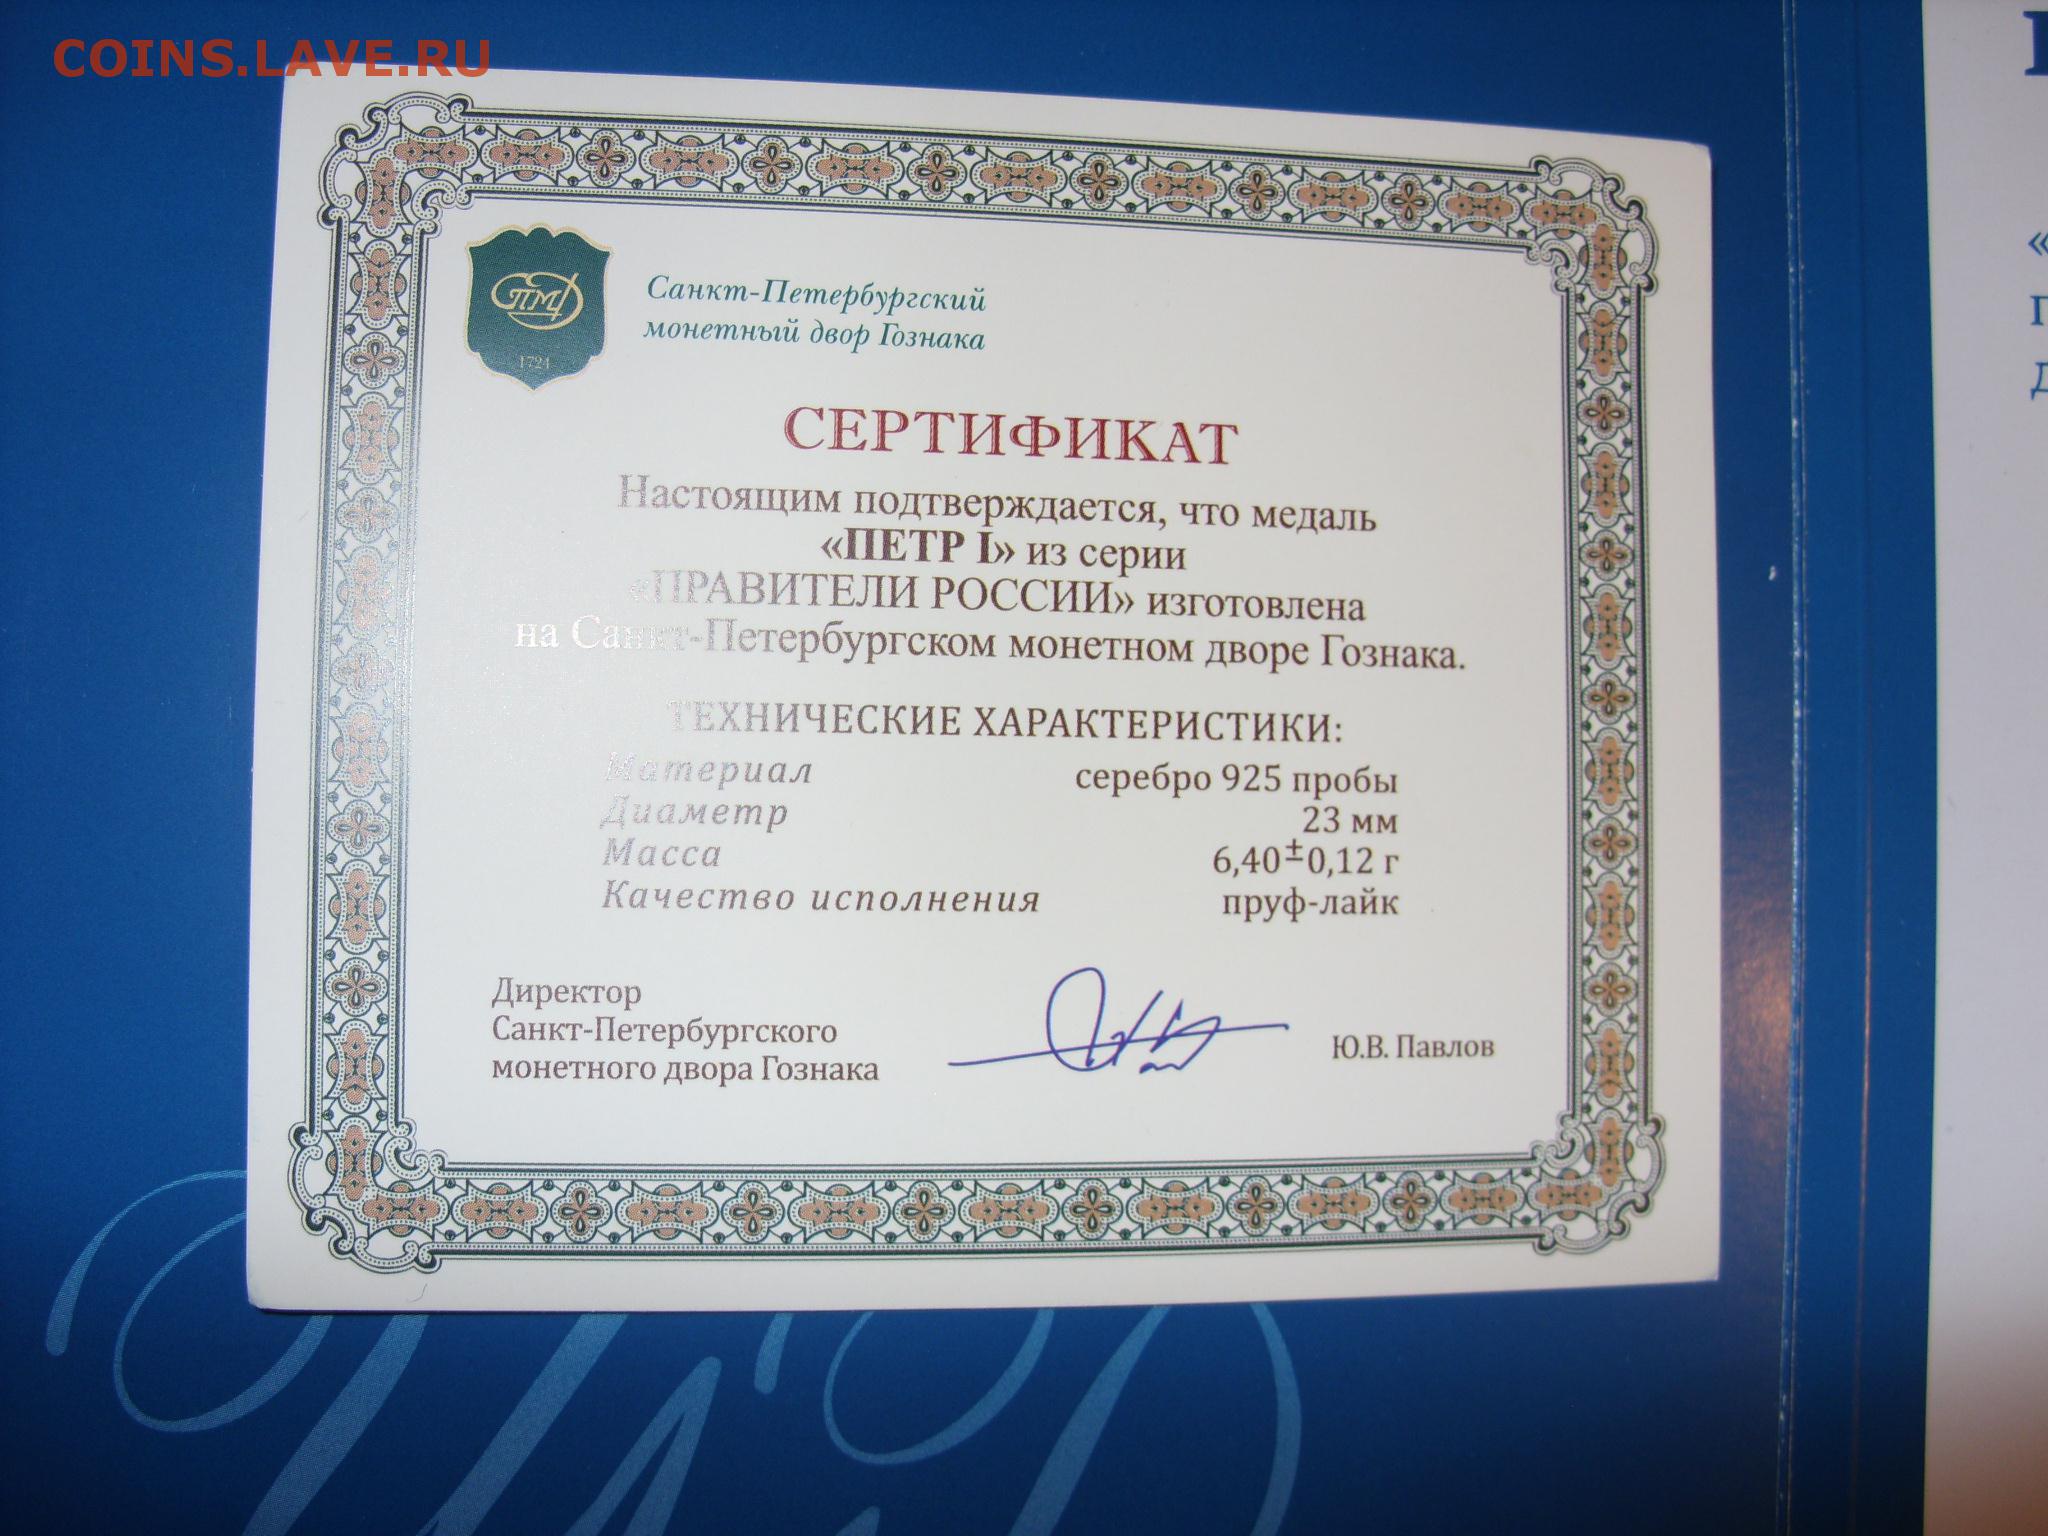 COINS.LAVE.RU
СПМД
1724
Санкт-Петербургский
монетный двор Гознака
СЕРТИФИКАТ
Настоящим подтверждается, что медаль
«ПЕТР I» из серии
«ПРАВИТЕЛИ РОССИИ» изготовлена
на Санкт-Петербургском монетном дворе Гознака.
ТЕХНИЧЕСКИЕ ХАРАКТЕРИСТИКИ:
Материал серебро 925 пробы
Диаметр 23 мм
Масса 6,40±0,12 г
Качество исполнения пруф-лайк
Директор
Санкт-Петербургского
монетного двора Гознака
Ю.В. Павлов